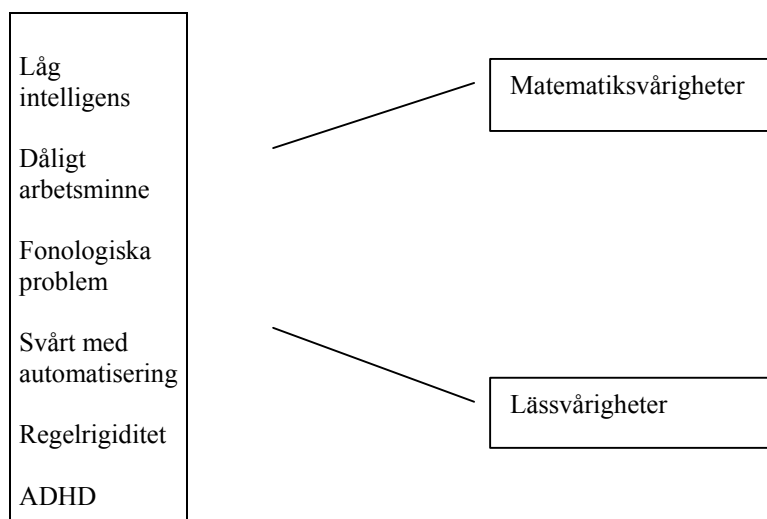 Låg
intelligens
Dåligt
arbetsminne
Fonologiska
problem
Svårt med
automatisering
Regelrigiditet
ADHD
Matematiksvårigheter
Lässvårigheter